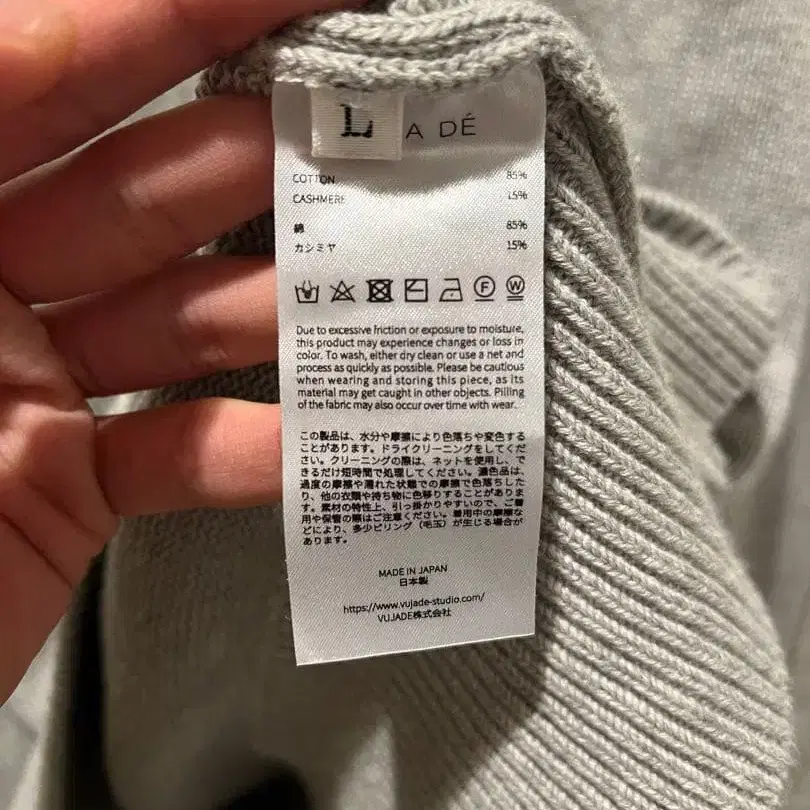 L
A DÉ
COTTON 85%
CASHMERE 15%
綿 85%
カシミヤ 15%
F W
Due to excessive friction or exposure to moisture,
this product may experience changes or loss in
color. To wash, either dry clean or use a net and
process as quickly as possible. Please be cautious
when wearing and storing this piece, as its
material may get caught in other objects. Pilling
of the fabric may also occur over time with wear.
この製品は、水分や摩擦により色落ちや変色する
ことがあります。ドライクリーニングをしてくだ
さい。クリーニングの際は、ネットを使用し、で
きるだけ短時間で処理してください。濃色品は、
過度の摩擦や濡れた状態での摩擦で色落ちした
り、他の衣類や持ち物に色移りすることがありま
す。素材の特性上、引っ掛かりやすいので、ご着
用や保管の際はご注意ください。着用中の摩擦な
どにより、多少ピリング（毛玉）が生じる場合が
あります。
MADE IN JAPAN
日本製
https://www.vujade-studio.com/
VUJADE株式会社